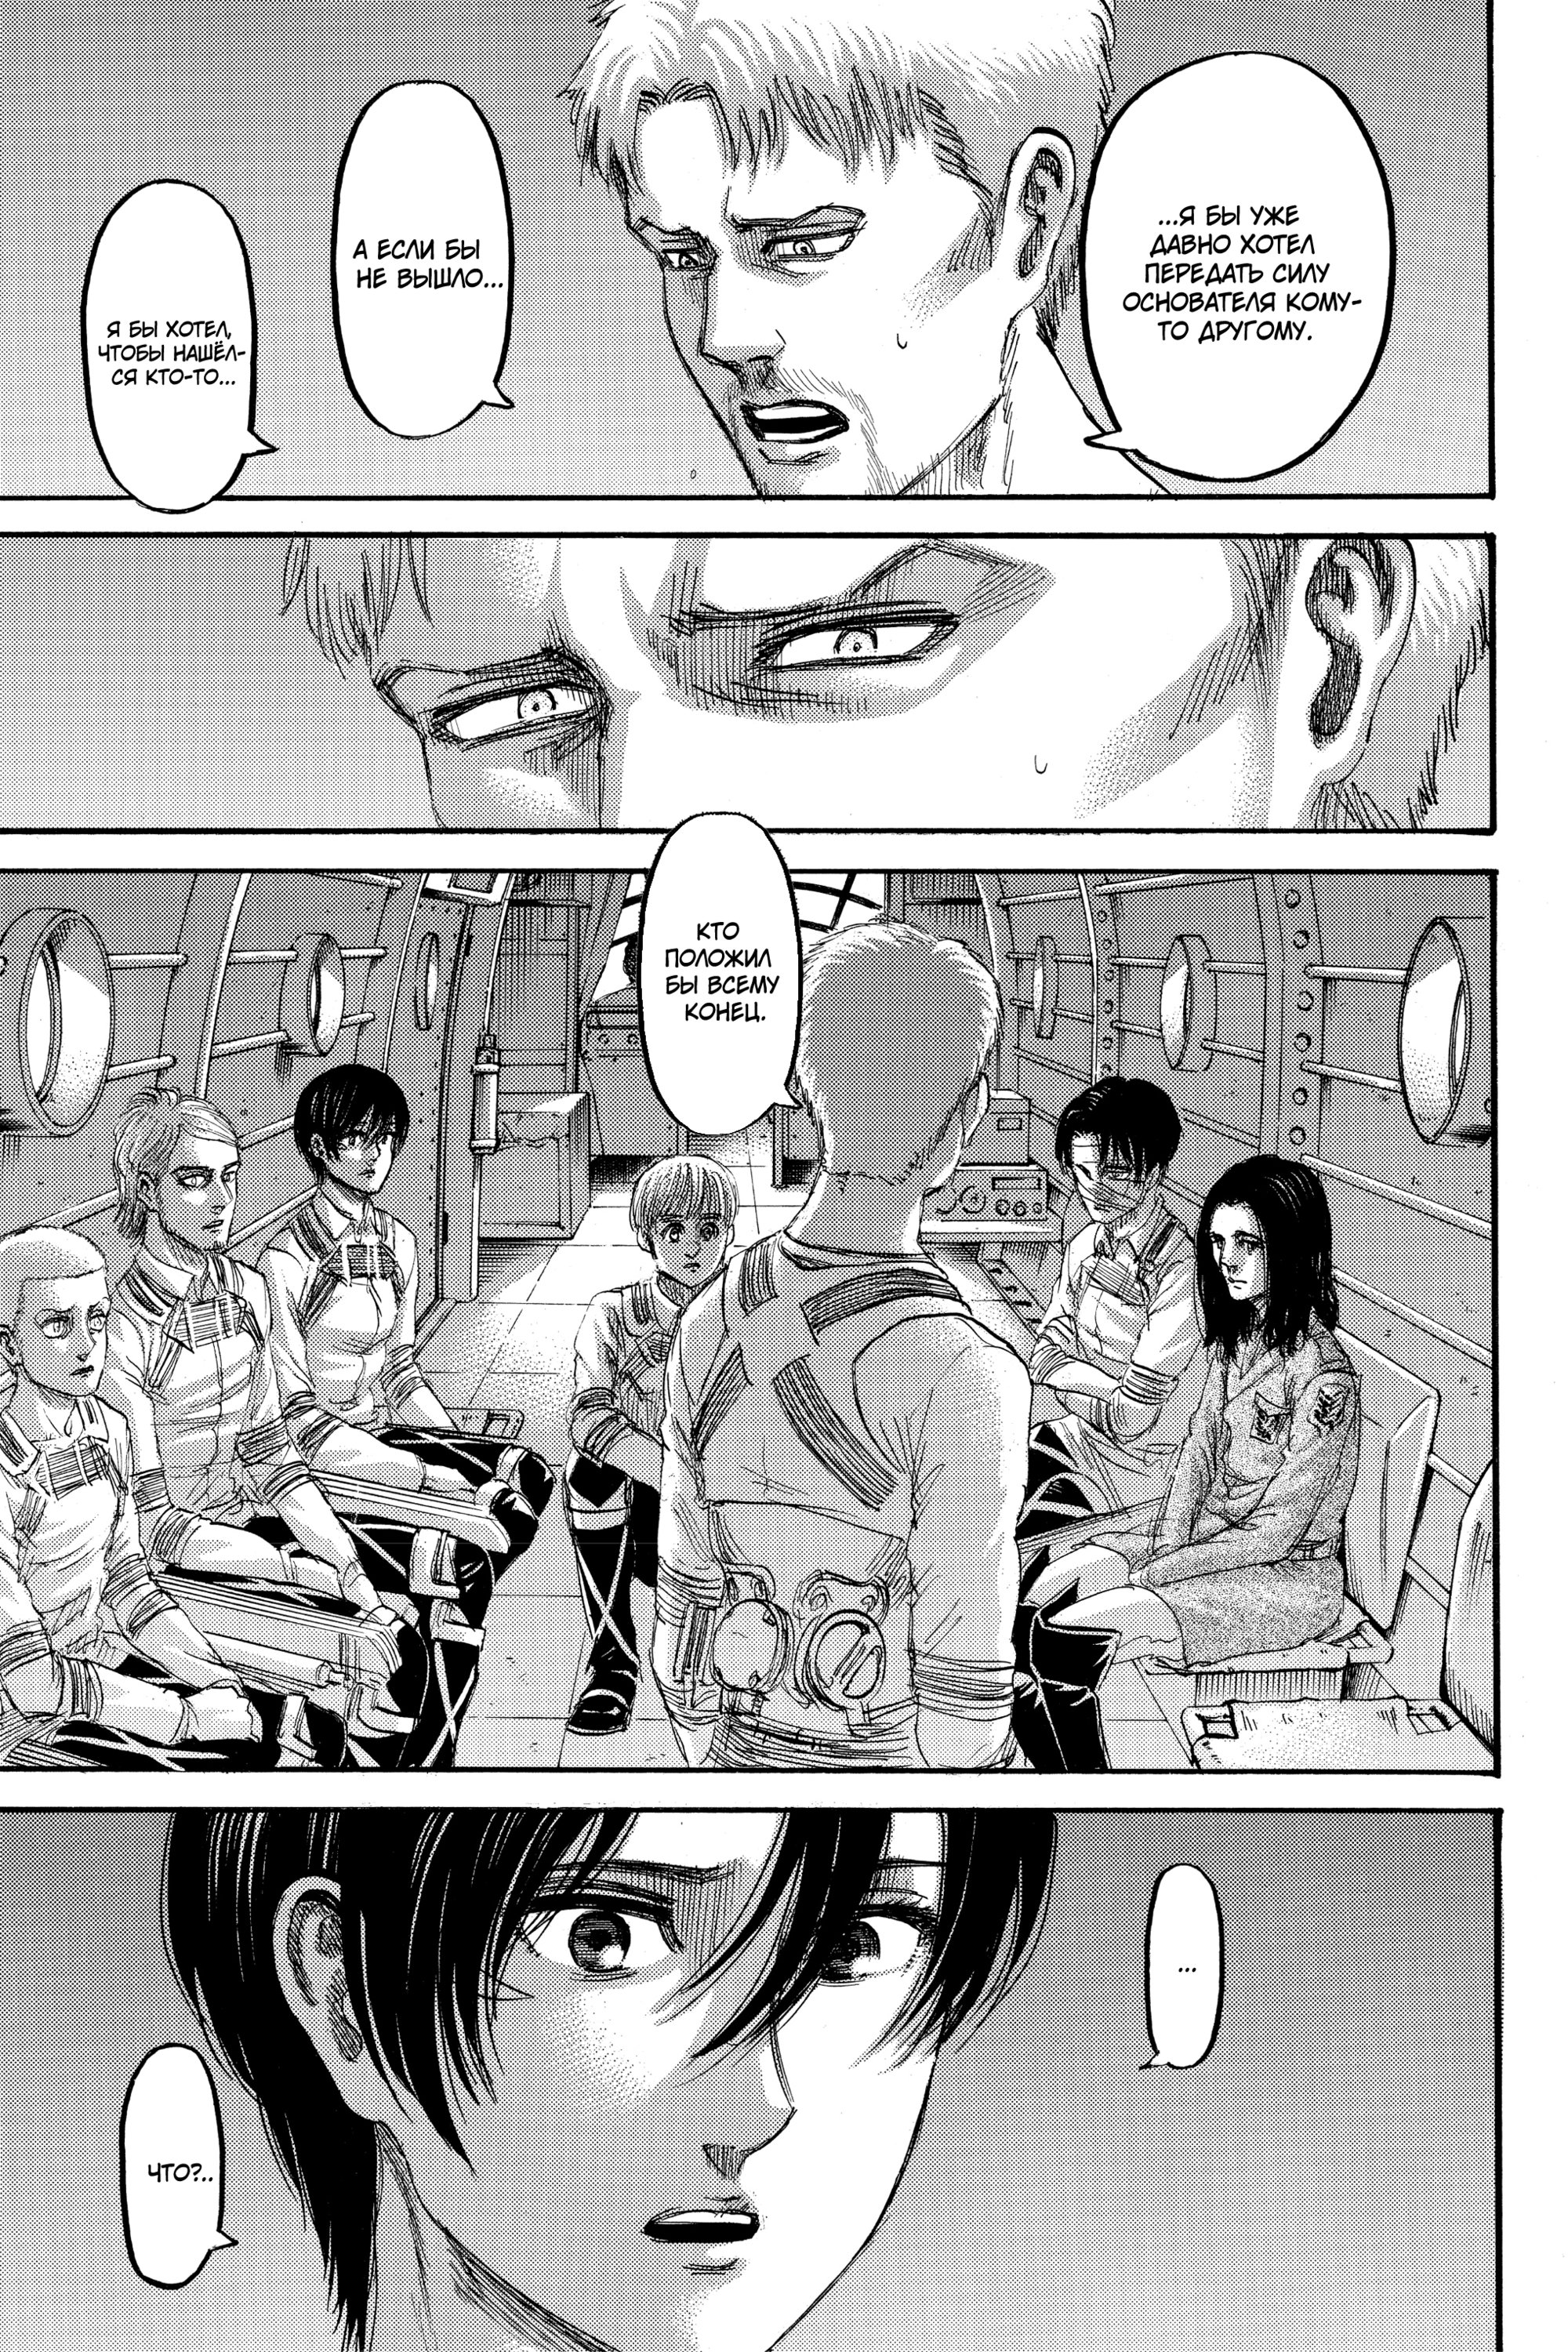 ...Я БЫ УЖЕ
ДАВНО ХОТЕЛ
ПЕРЕДАТЬ СИЛУ
ОСНОВАТЕЛЯ КОМУ-
ТО ДРУГОМУ.
А ЕСЛИ БЫ
НЕ ВЫШЛО...
Я БЫ ХОТЕЛ,
ЧТОБЫ НАШЁЛ-
СЯ КТО-ТО...
КТО
ПОЛОЖИЛ
БЫ ВСЕМУ
КОНЕЦ.
...
ЧТО?..